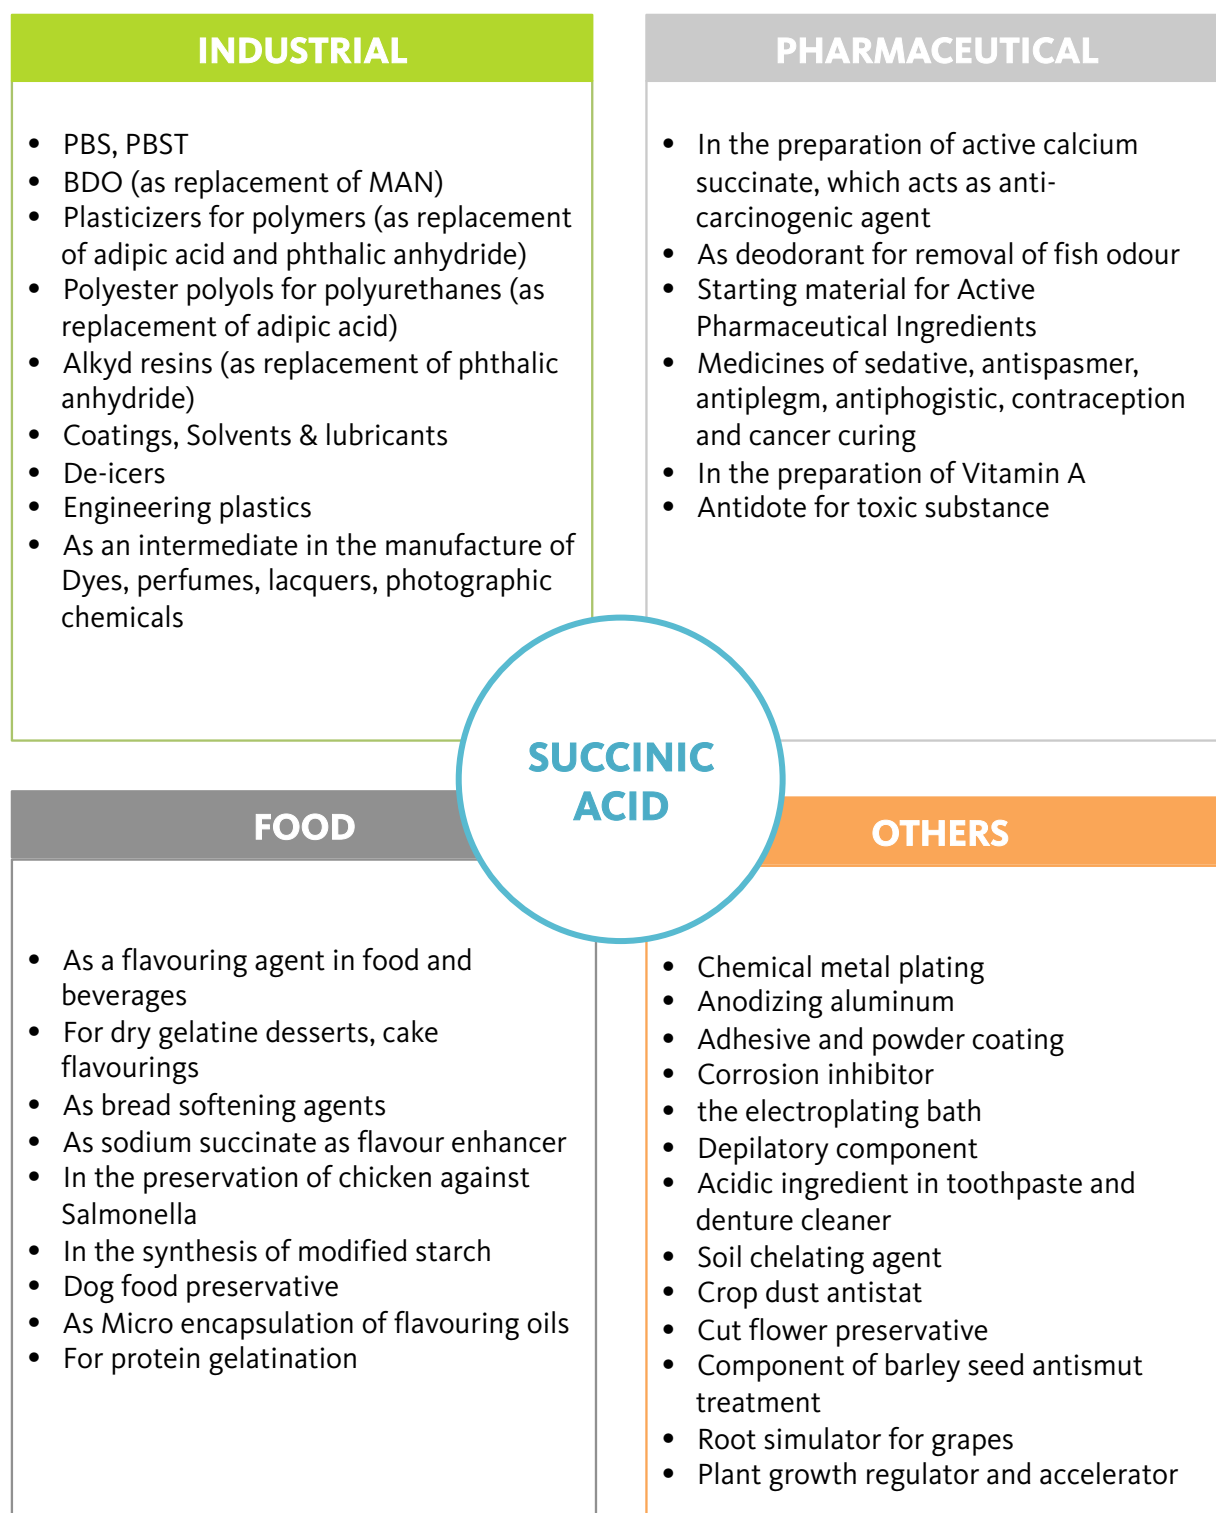 INDUSTRIAL
• PBS, PBST
• BDO (as replacement of MAN)
• Plasticizers for polymers (as replacement
of adipic acid and phthalic anhydride)
• Polyester polyols for polyurethanes (as
replacement of adipic acid)
• Alkyd resins (as replacement of phthalic
anhydride)
• Coatings, Solvents & lubricants
• De-icers
• Engineering plastics
• As an intermediate in the manufacture of
Dyes, perfumes, lacquers, photographic
chemicals
PHARMACEUTICAL
• In the preparation of active calcium
succinate, which acts as anti-
carcinogenic agent
• As deodorant for removal of fish odour
• Starting material for Active
Pharmaceutical Ingredients
• Medicines of sedative, antispasmer,
antiplegm, antiphogistic, contraception
and cancer curing
• In the preparation of Vitamin A
• Antidote for toxic substance
SUCCINIC
ACID
FOOD
• As a flavouring agent in food and
beverages
• For dry gelatine desserts, cake
flavourings
• As bread softening agents
• As sodium succinate as flavour enhancer
• In the preservation of chicken against
Salmonella
• In the synthesis of modified starch
• Dog food preservative
• As Micro encapsulation of flavouring oils
• For protein gelatination
OTHERS
• Chemical metal plating
• Anodizing aluminum
• Adhesive and powder coating
• Corrosion inhibitor
• the electroplating bath
• Depilatory component
• Acidic ingredient in toothpaste and
denture cleaner
• Soil chelating agent
• Crop dust antistat
• Cut flower preservative
• Component of barley seed antismut
treatment
• Root simulator for grapes
• Plant growth regulator and accelerator